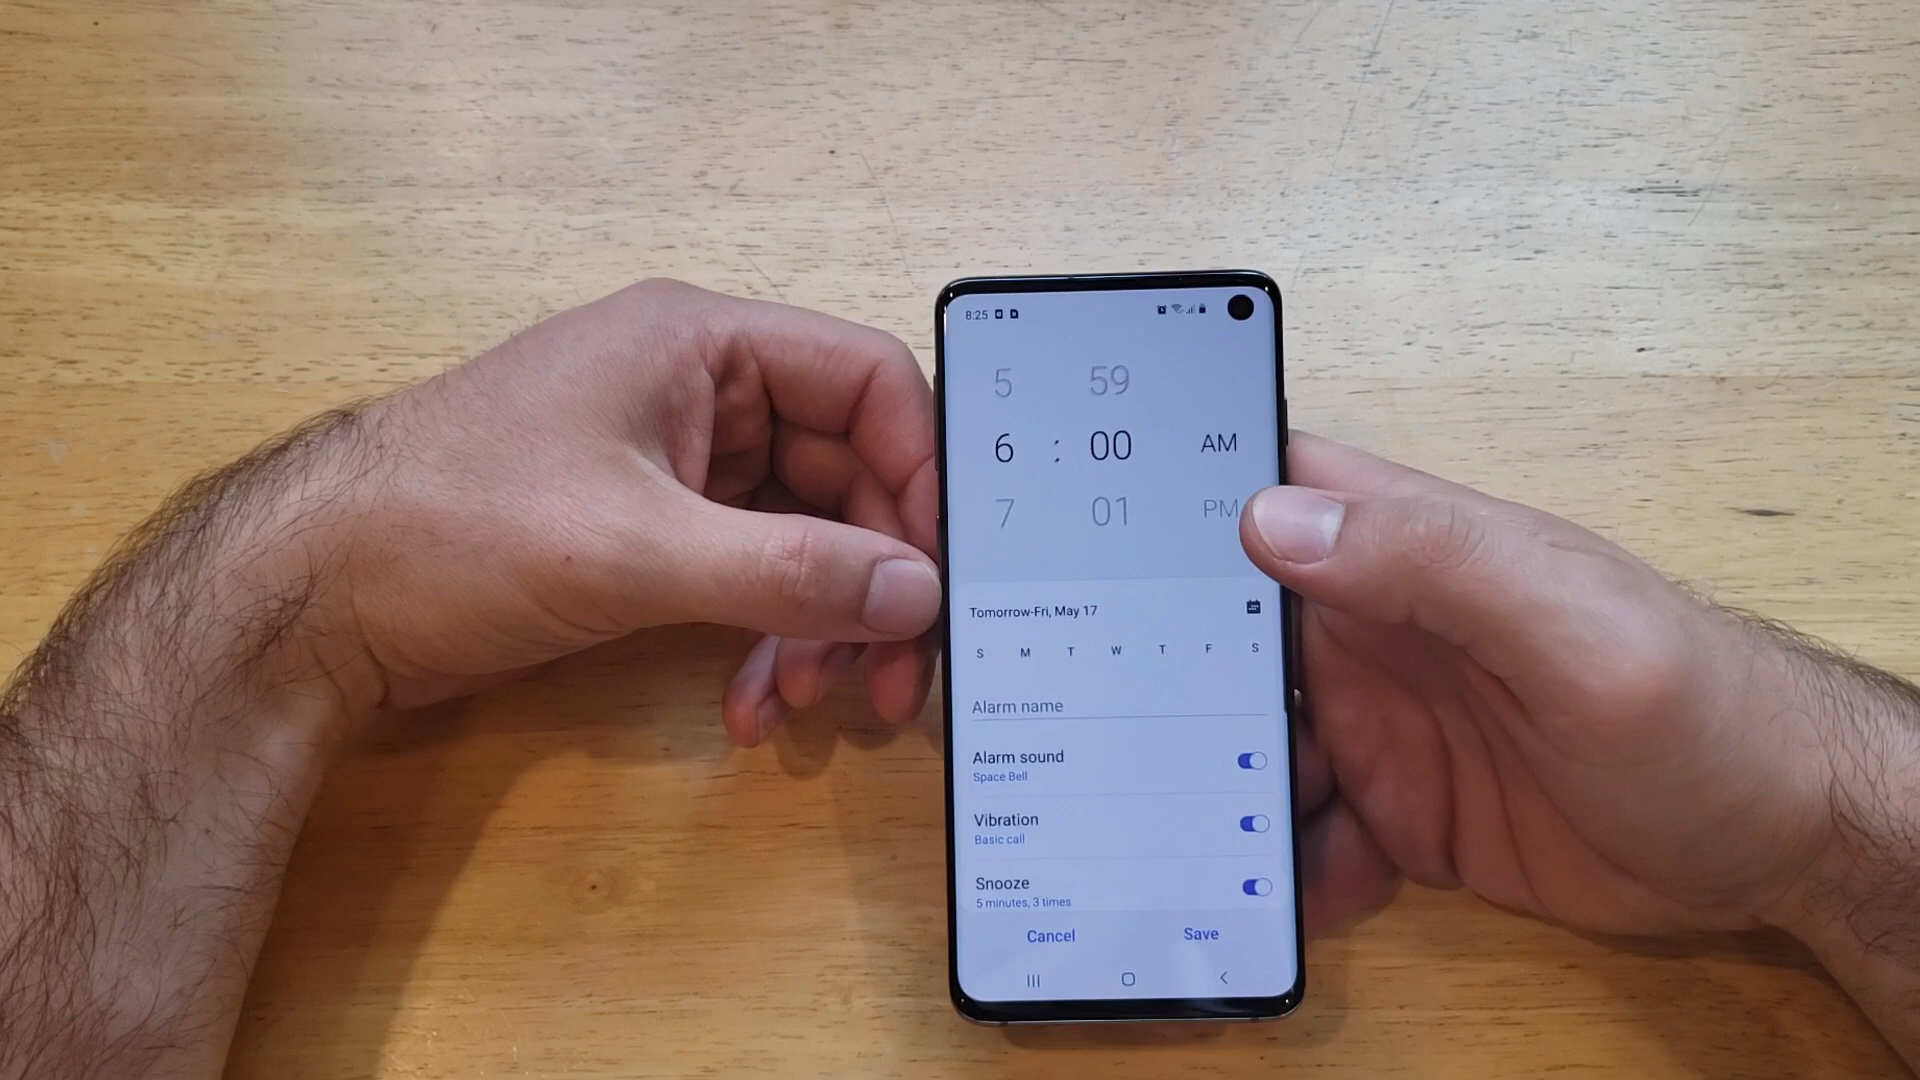 8:25
5 59
6 : 00 AM
7 01 PM
Tomorrow-Fri, May 17
S M T W T F S
Alarm name
Alarm sound
Space Bell
Vibration
Basic call
Snooze
5 minutes, 3 times
Cancel Save